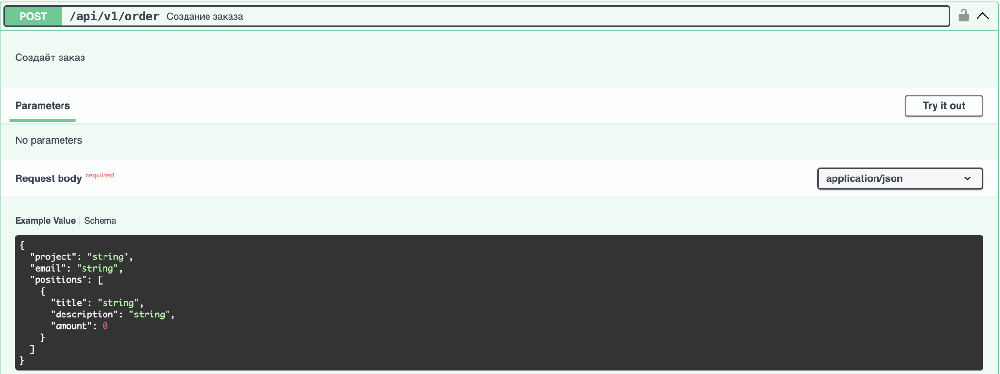 POST /api/v1/order Создание заказа
Создаёт заказ
Parameters
Try it out
No parameters
Request body required
application/json
Example Value | Schema
{
  "project": "string",
  "email": "string",
  "positions": [
    {
      "title": "string",
      "description": "string",
      "amount": 0
    }
  ]
}